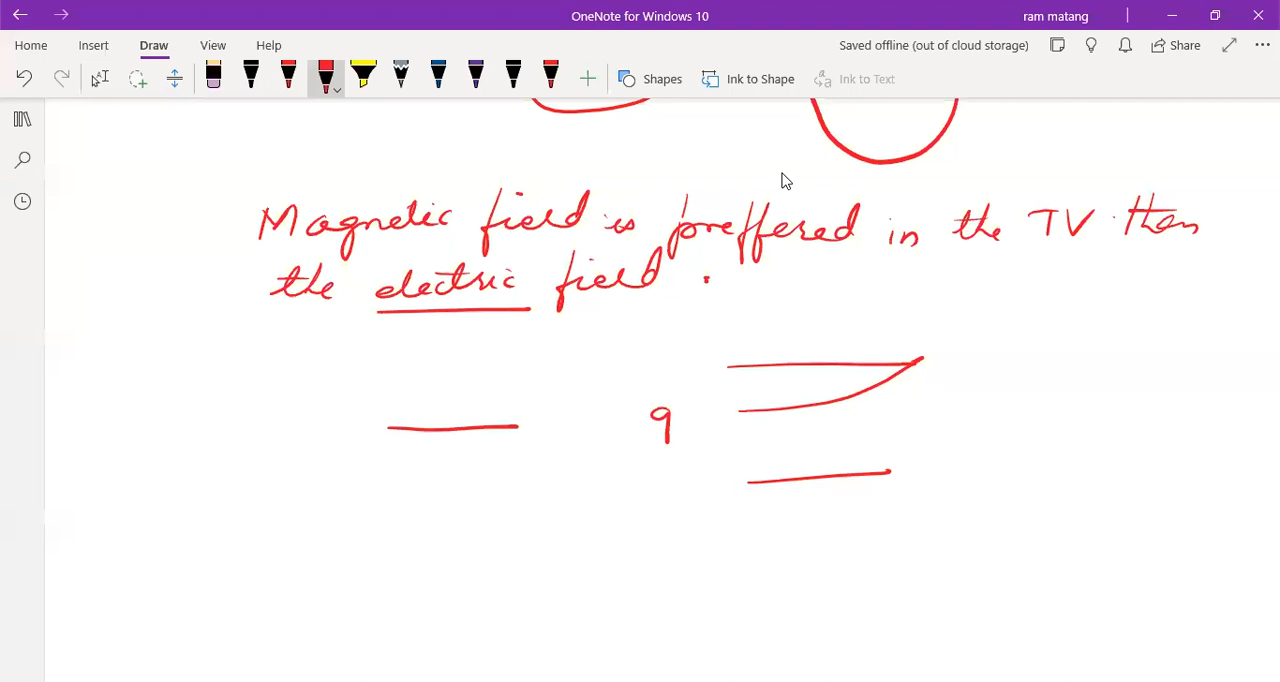 OneNote for Windows 10
ram matang
Home Insert Draw View Help
Saved offline (out of cloud storage)
Share
Shapes
Ink to Shape
Ink to Text
Magnetic field is preffered in the TV than
the electric field.
q